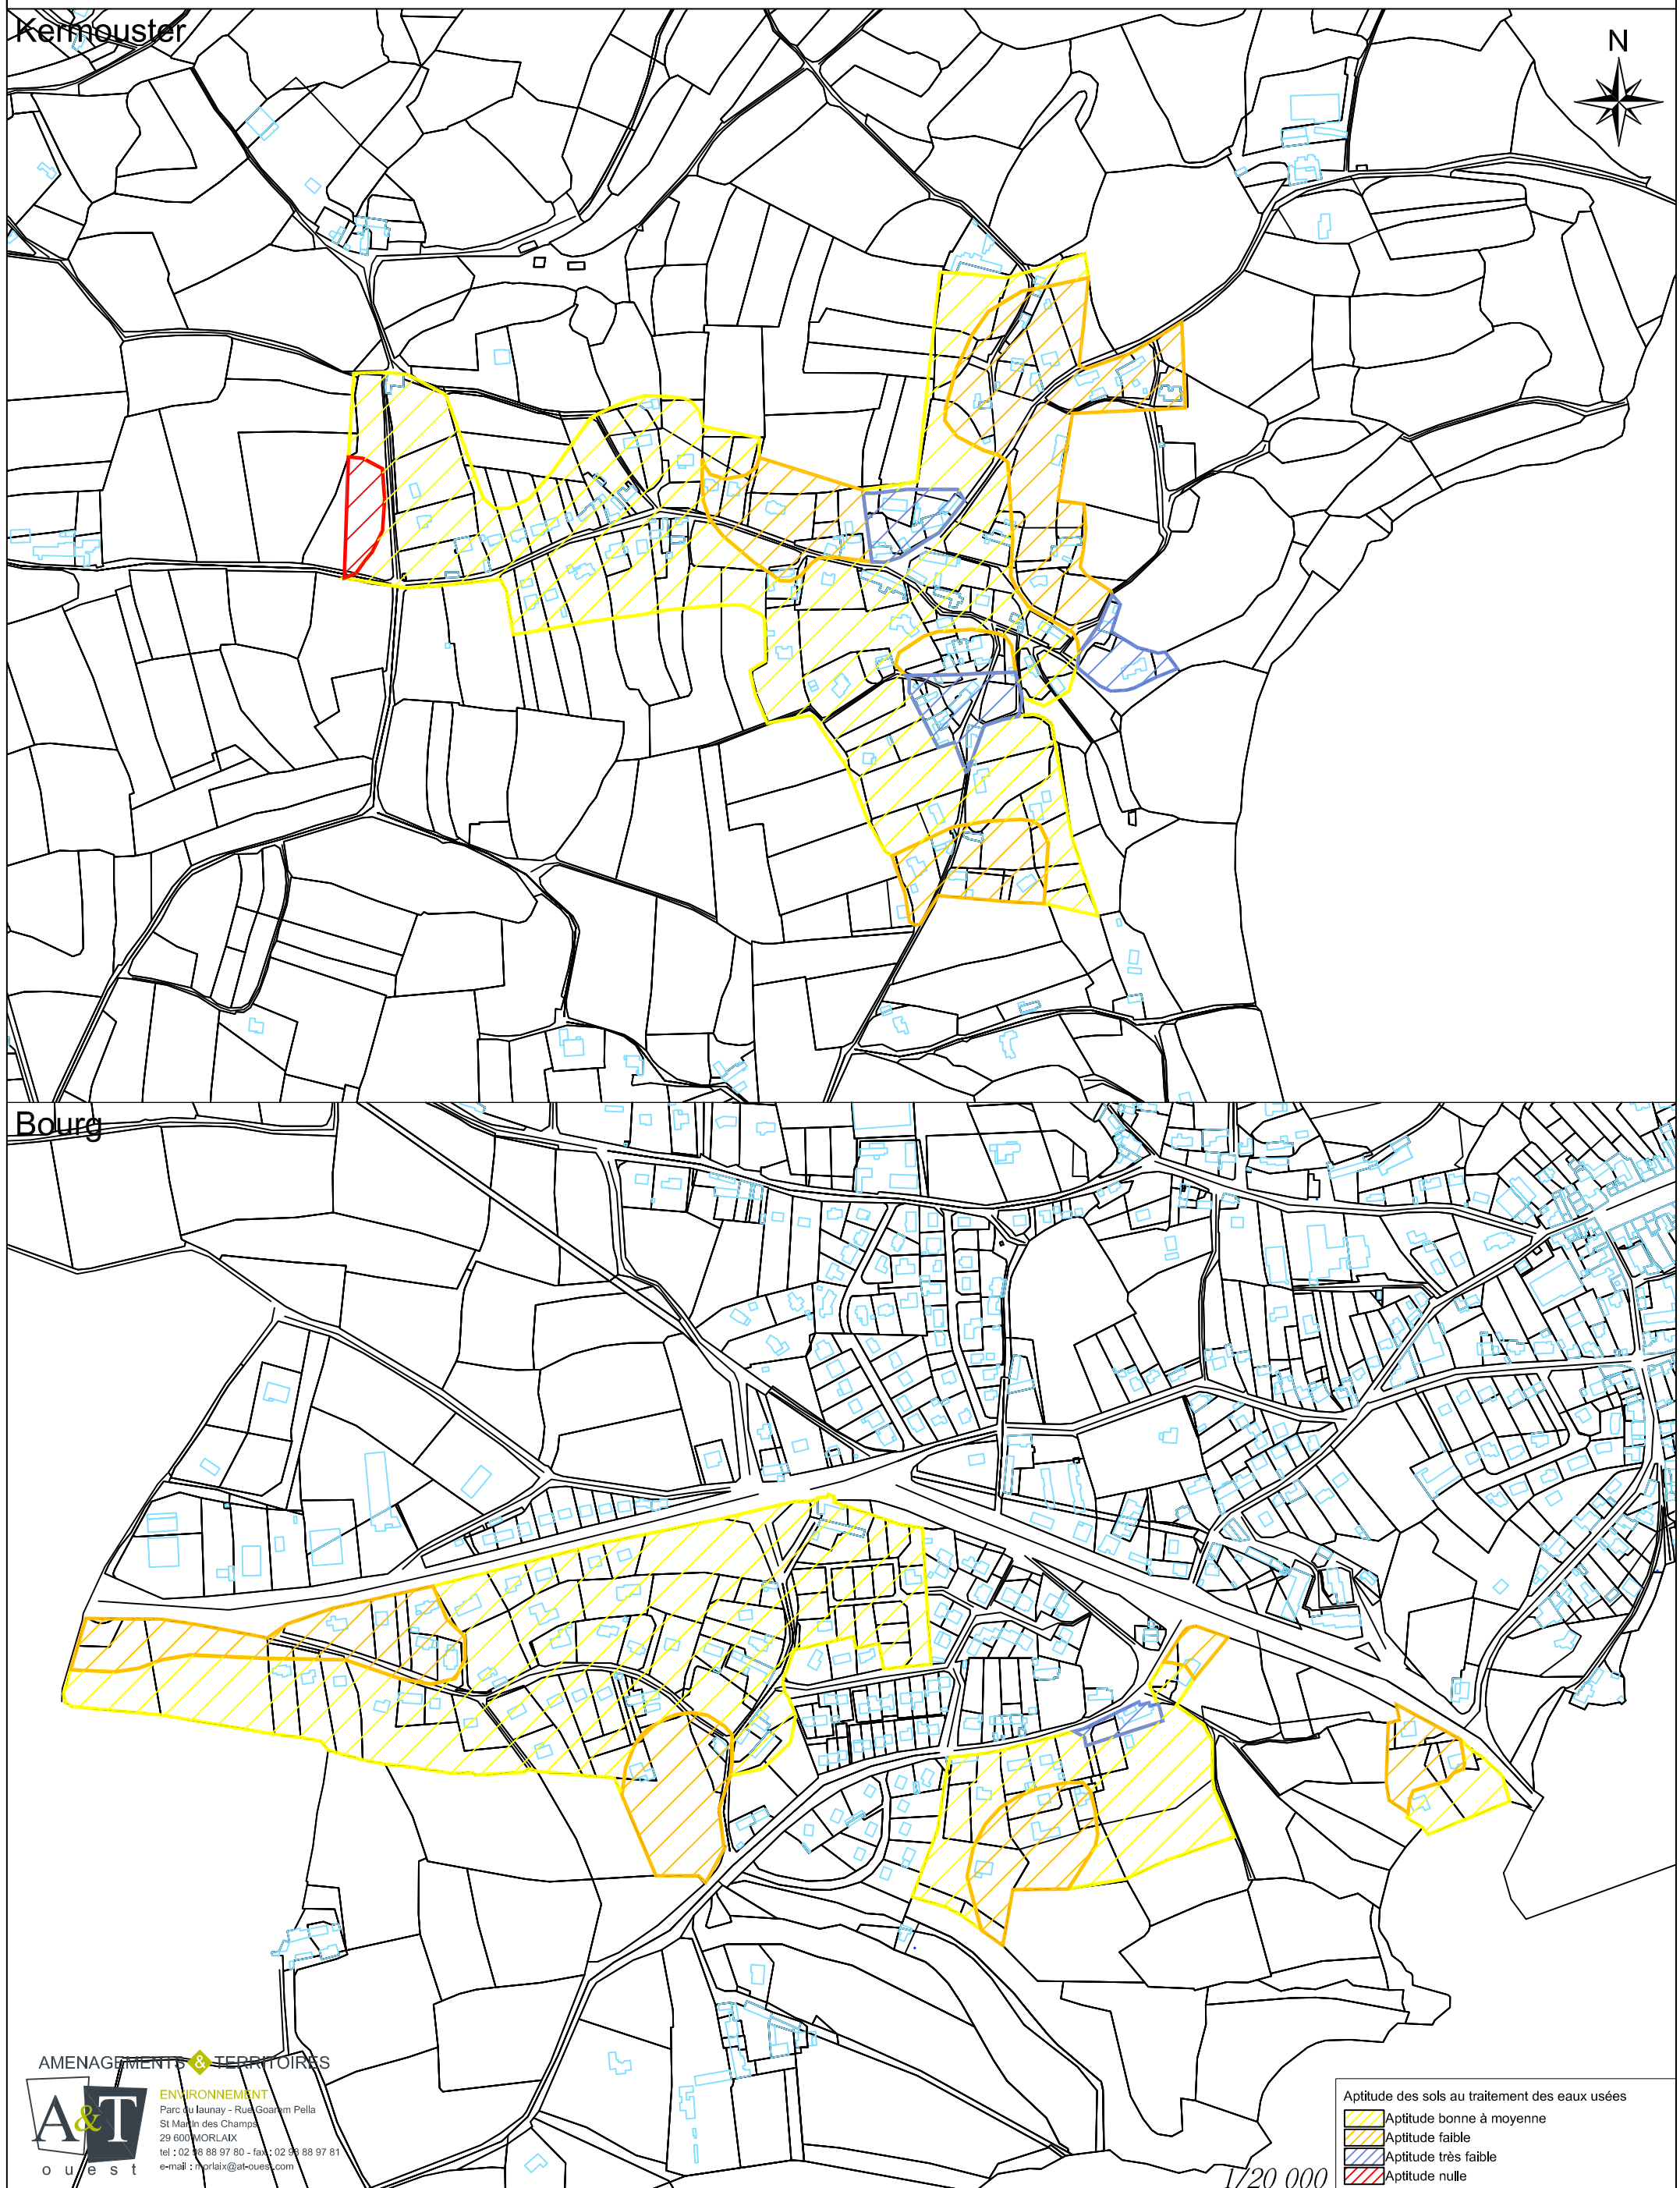 Kermouster
N
Bourg
AMENAGEMENTS & TERRITOIRES
ENVIRONNEMENT
Parc du launay - Rue Goarem Pella
St Martin des Champs
29 600 MORLAIX
tel : 02 98 88 97 80 - fax : 02 98 88 97 81
e-mail : morlaix@at-ouest.com
A&T
ouest
1/20 000
Aptitude des sols au traitement des eaux usées
Aptitude bonne à moyenne
Aptitude faible
Aptitude très faible
Aptitude nulle